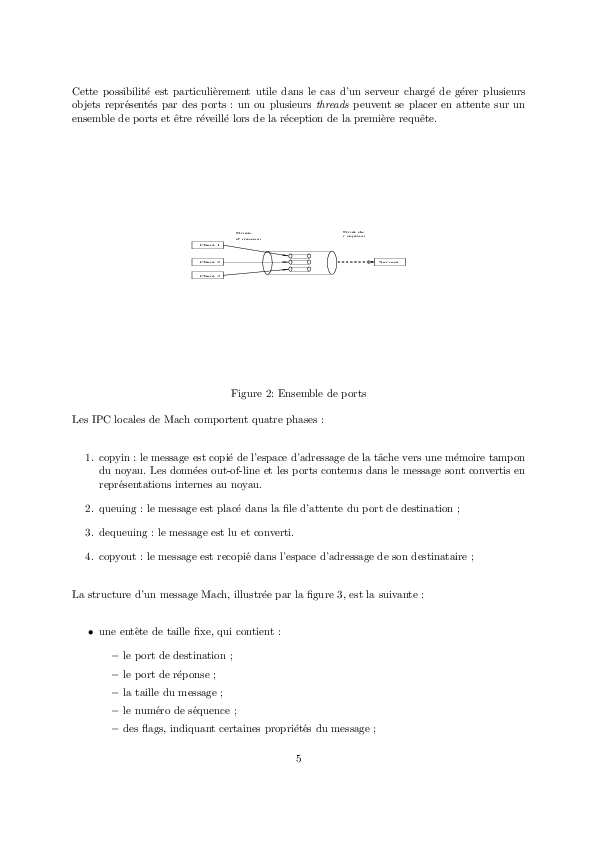 Cette possibilité est particulièrement utile dans le cas d'un serveur chargé de gérer plusieurs
objets représentés par des ports : un ou plusieurs threads peuvent se placer en attente sur un
ensemble de ports et être réveillé lors de la réception de la première requête.
Client 1
Client 2
Client 3
Serveur
Figure 2: Ensemble de ports
Les IPC locales de Mach comportent quatre phases :
1. copyin : le message est copié de l'espace d'adressage de la tâche vers une mémoire tampon
du noyau. Les données out-of-line et les ports contenus dans le message sont convertis en
représentations internes au noyau.
2. queuing : le message est placé dans la file d'attente du port de destination ;
3. dequeuing : le message est lu et converti.
4. copyout : le message est recopié dans l'espace d'adressage de son destinataire ;
La structure d'un message Mach, illustrée par la figure 3, est la suivante :
• une entête de taille fixe, qui contient :
– le port de destination ;
– le port de réponse ;
– la taille du message ;
– le numéro de séquence ;
– des flags, indiquant certaines propriétés du message ;
5